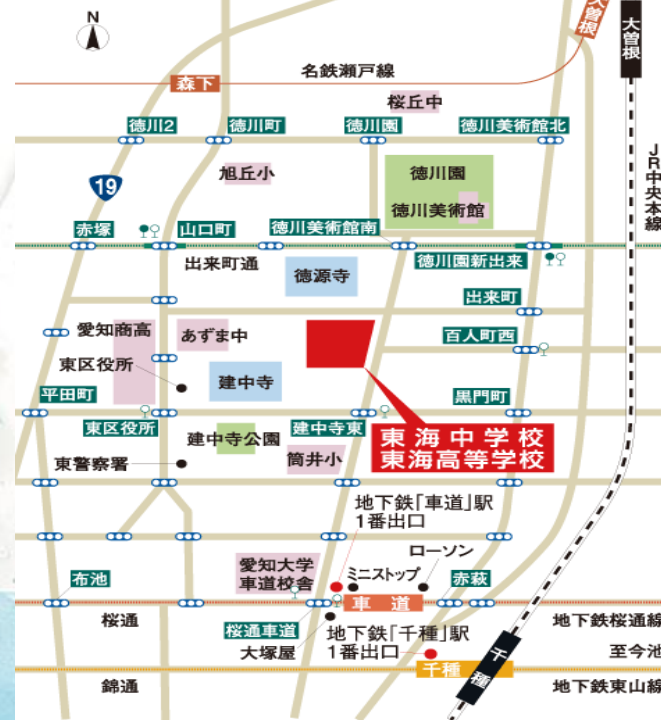 N
大曽根
大曽根
名鉄瀬戸線
森下
桜丘中
徳川2
徳川町
徳川園
徳川美術館北
JR中央本線
旭丘小
徳川園
19
徳川美術館
赤塚
山口町
徳川美術館南
出来町通
徳川園新出来
徳源寺
出来町
愛知商高
あずま中
百人町西
東区役所
建中寺
平田町
黒門町
東区役所
建中寺公園
建中寺東
東海中学校
東海高等学校
東警察署
筒井小
地下鉄「車道」駅
1番出口
ローソン
愛知大学
車道校舎
ミニストップ
布池
赤萩
車道
桜通
桜通車道
地下鉄桜通線
大塚屋
地下鉄「千種」駅
1番出口
至今池
千種
千種
錦通
地下鉄東山線